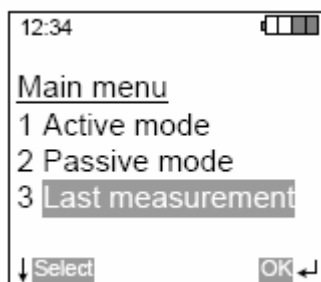 12:34
Main menu
1 Active mode
2 Passive mode
3 Last measurement
↓ Select OK ↵